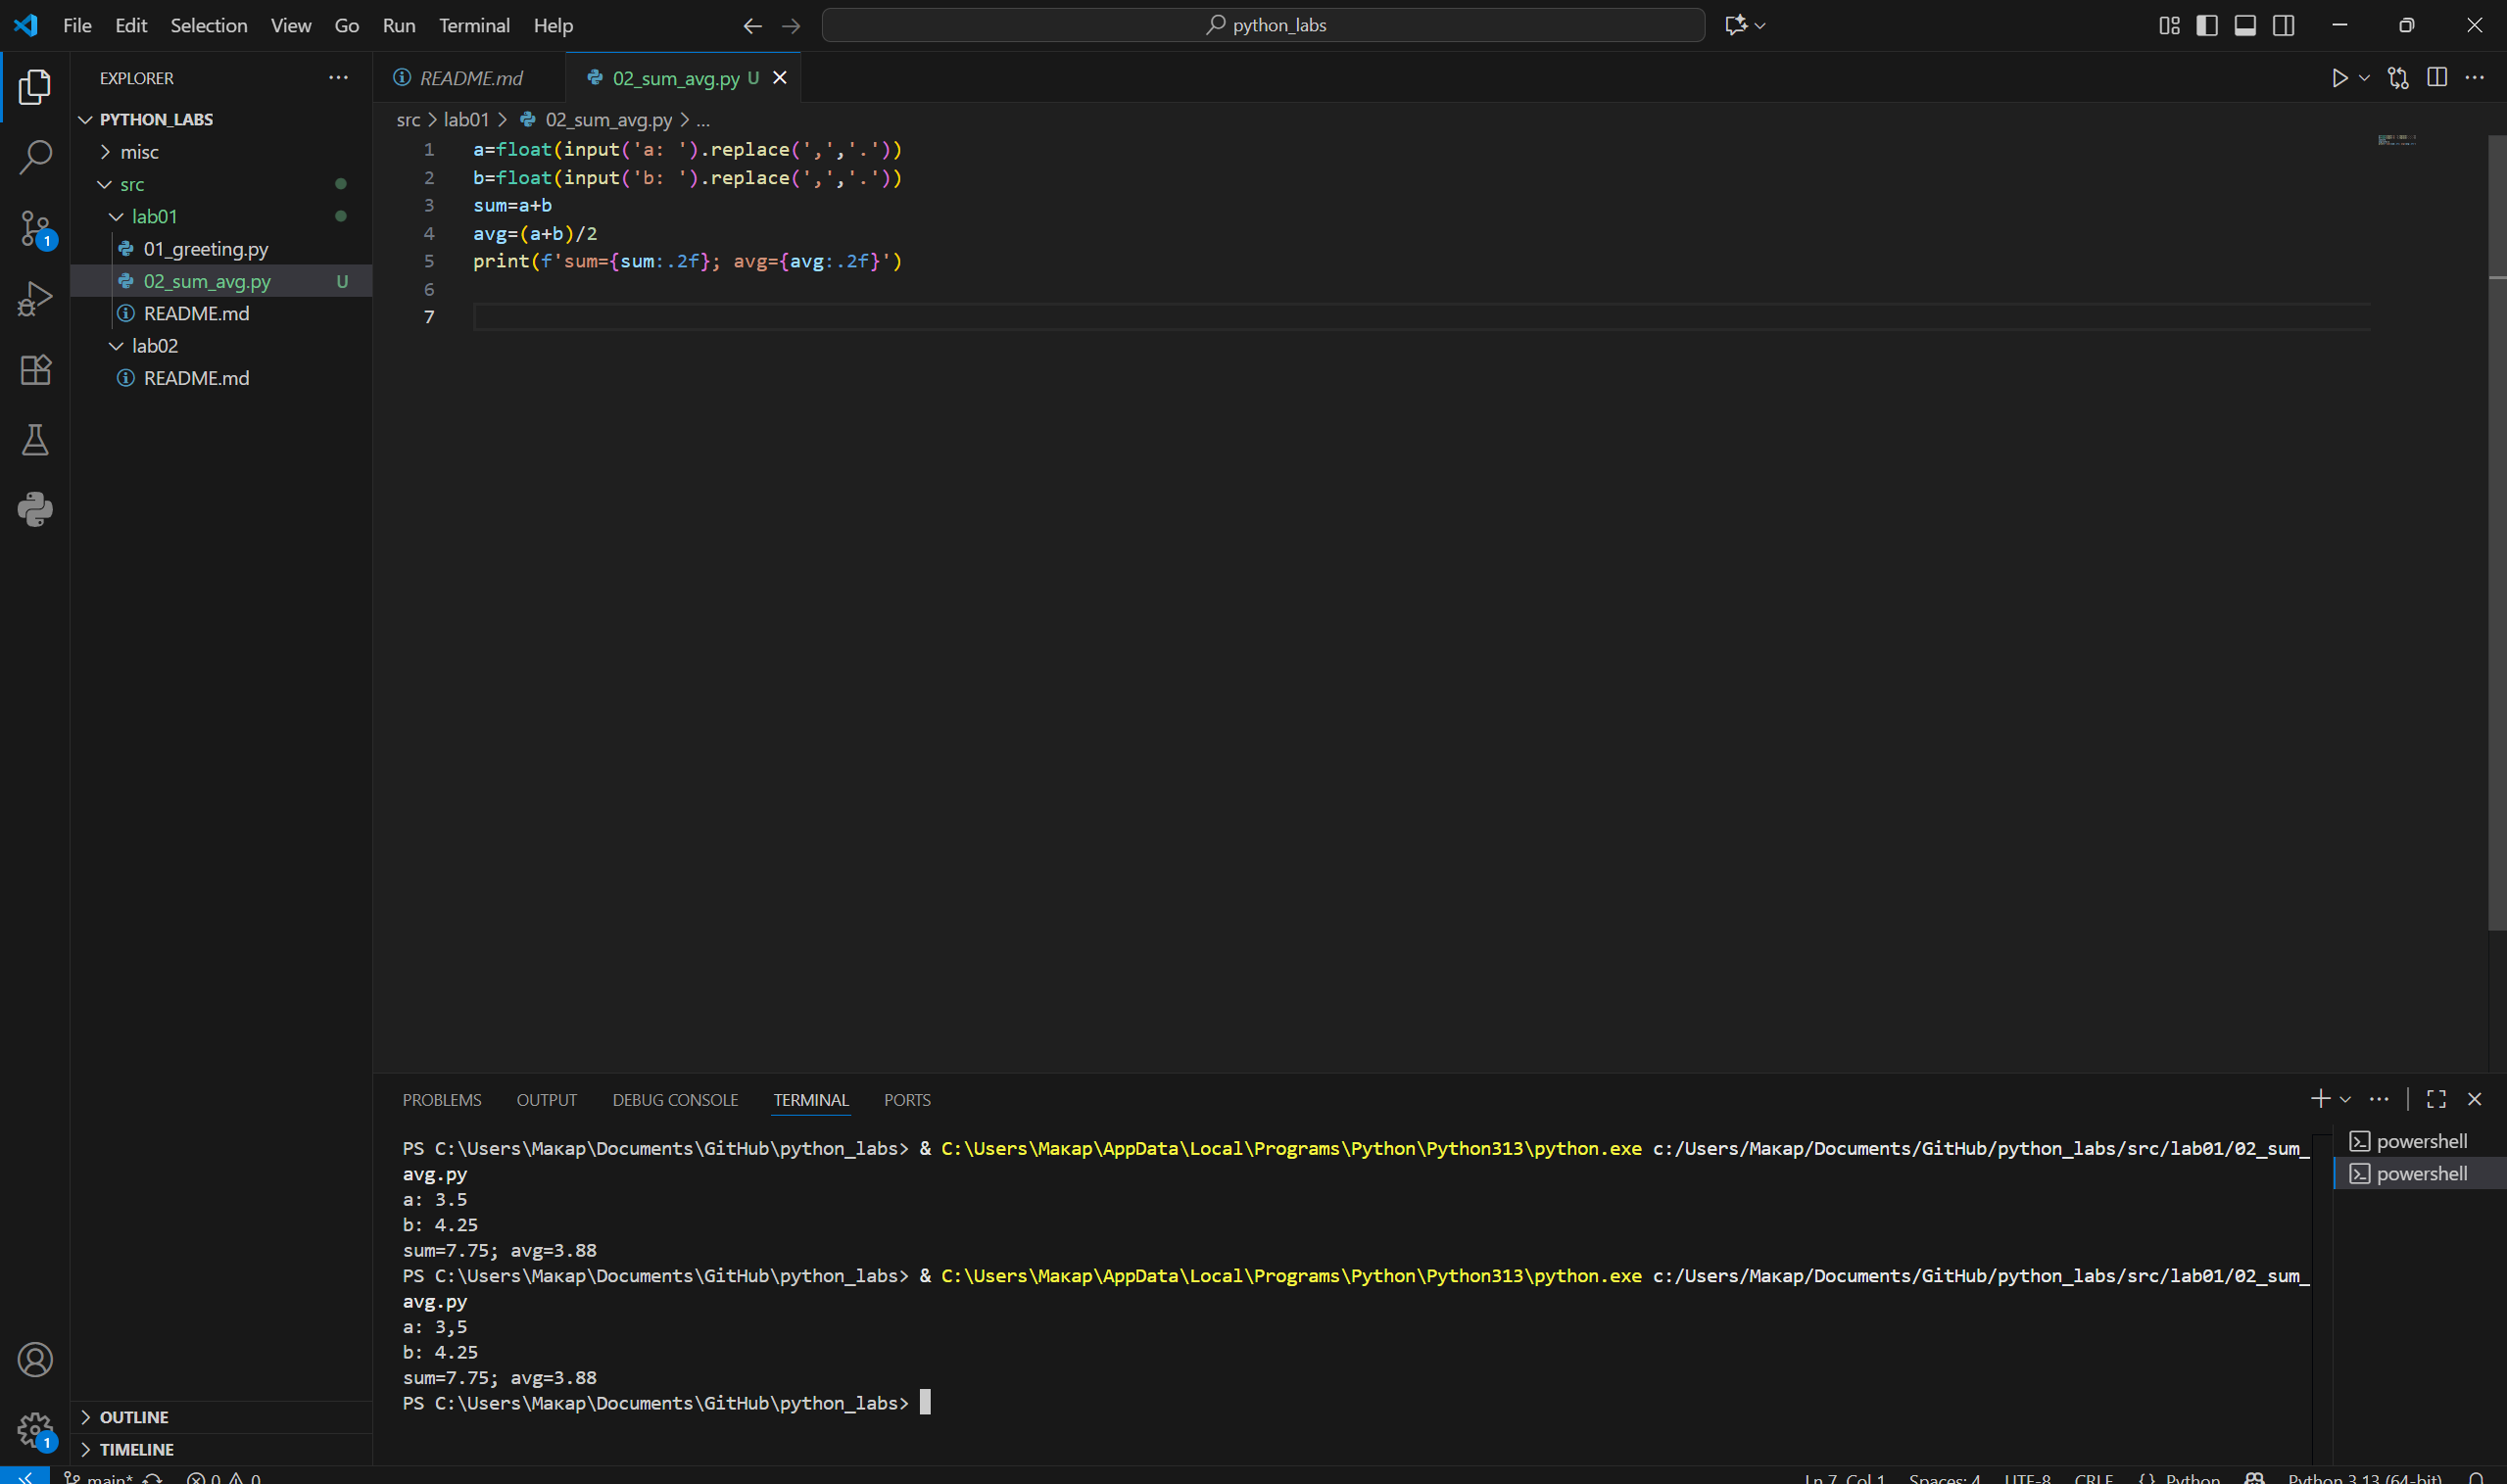 File Edit Selection View Go Run Terminal Help
python_labs
EXPLORER
README.md
02_sum_avg.py U
PYTHON_LABS
misc
src
lab01
01_greeting.py
02_sum_avg.py U
README.md
lab02
README.md
src > lab01 > 02_sum_avg.py > ...
1 a=float(input('a: ').replace(',','.'))
2 b=float(input('b: ').replace(',','.'))
3 sum=a+b
4 avg=(a+b)/2
5 print(f'sum={sum:.2f}; avg={avg:.2f}')
6
7
1
PROBLEMS OUTPUT DEBUG CONSOLE TERMINAL PORTS
PS C:\Users\Макар\Documents\GitHub\python_labs> & C:\Users\Макар\AppData\Local\Programs\Python\Python313\python.exe c:/Users/Макар/Documents/GitHub/python_labs/src/lab01/02_sum_
avg.py
a: 3.5
b: 4.25
sum=7.75; avg=3.88
PS C:\Users\Макар\Documents\GitHub\python_labs> & C:\Users\Макар\AppData\Local\Programs\Python\Python313\python.exe c:/Users/Макар/Documents/GitHub/python_labs/src/lab01/02_sum_
avg.py
a: 3,5
b: 4.25
sum=7.75; avg=3.88
PS C:\Users\Макар\Documents\GitHub\python_labs>
powershell
powershell
OUTLINE
1
TIMELINE
main* 0 0
Ln 7, Col 1 Spaces: 4 UTF-8 CRLF {} Python Python 3.13 (64-bit)